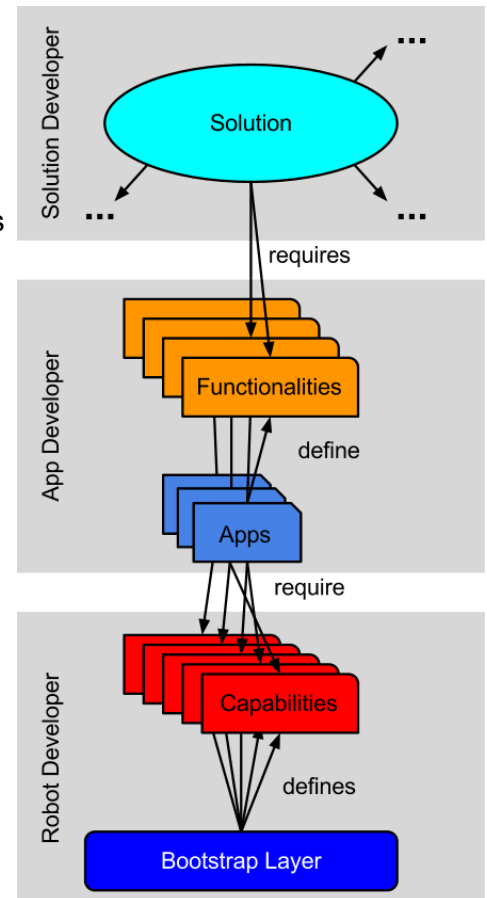 Solution Developer
...
Solution
...
...
s
requires
App Developer
Functionalities
define
Apps
require
Robot Developer
Capabilities
defines
Bootstrap Layer